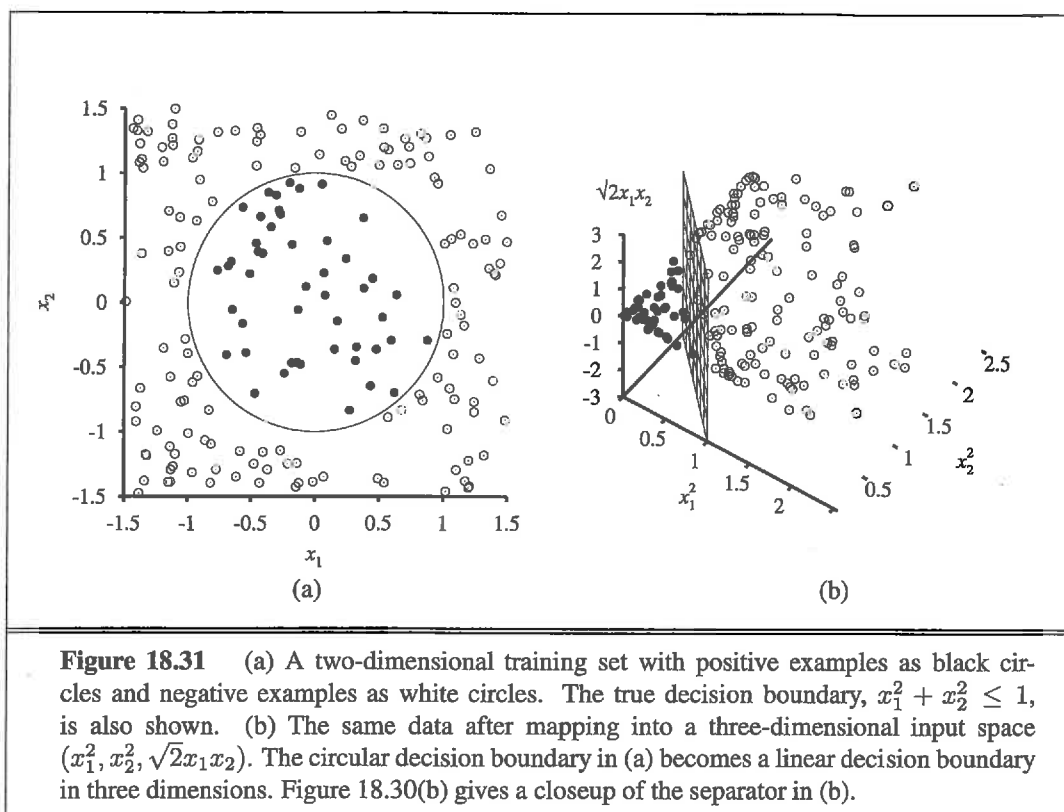 1.5
1
0.5
0
-0.5
-1
-1.5
x₂
-1.5 -1 -0.5 0 0.5 1 1.5
x₁
(a)
√2x₁x₂
3
2
1
0
-1
-2
-3
0
0.5
1
1.5
2
x₁²
0.5
1
1.5
2
2.5
x₂²
(b)
Figure 18.31 (a) A two-dimensional training set with positive examples as black cir-
cles and negative examples as white circles. The true decision boundary, x₁² + x₂² ≤ 1,
is also shown. (b) The same data after mapping into a three-dimensional input space
(x₁², x₂², √2x₁x₂). The circular decision boundary in (a) becomes a linear decision boundary
in three dimensions. Figure 18.30(b) gives a closeup of the separator in (b).